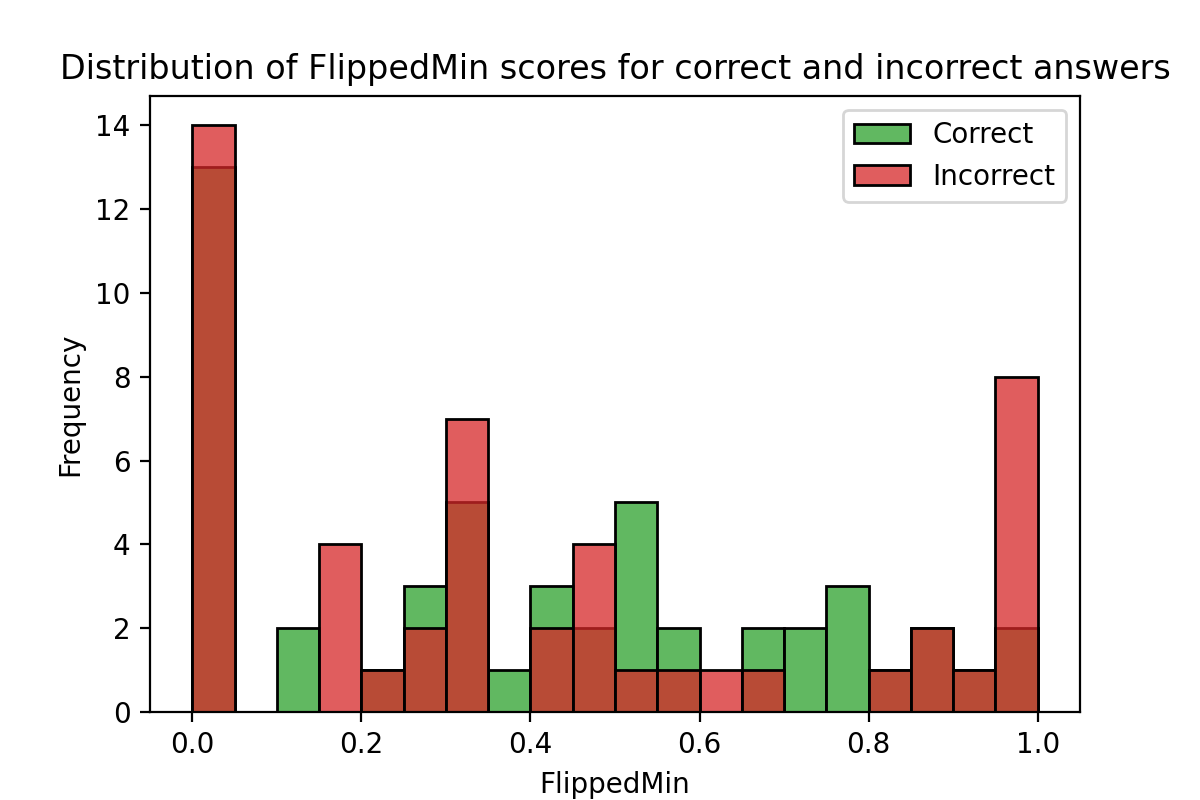 Distribution of FlippedMin scores for correct and incorrect answers
Correct
Incorrect
Frequency
14
12
10
8
6
4
2
0
0.0 0.2 0.4 0.6 0.8 1.0
FlippedMin